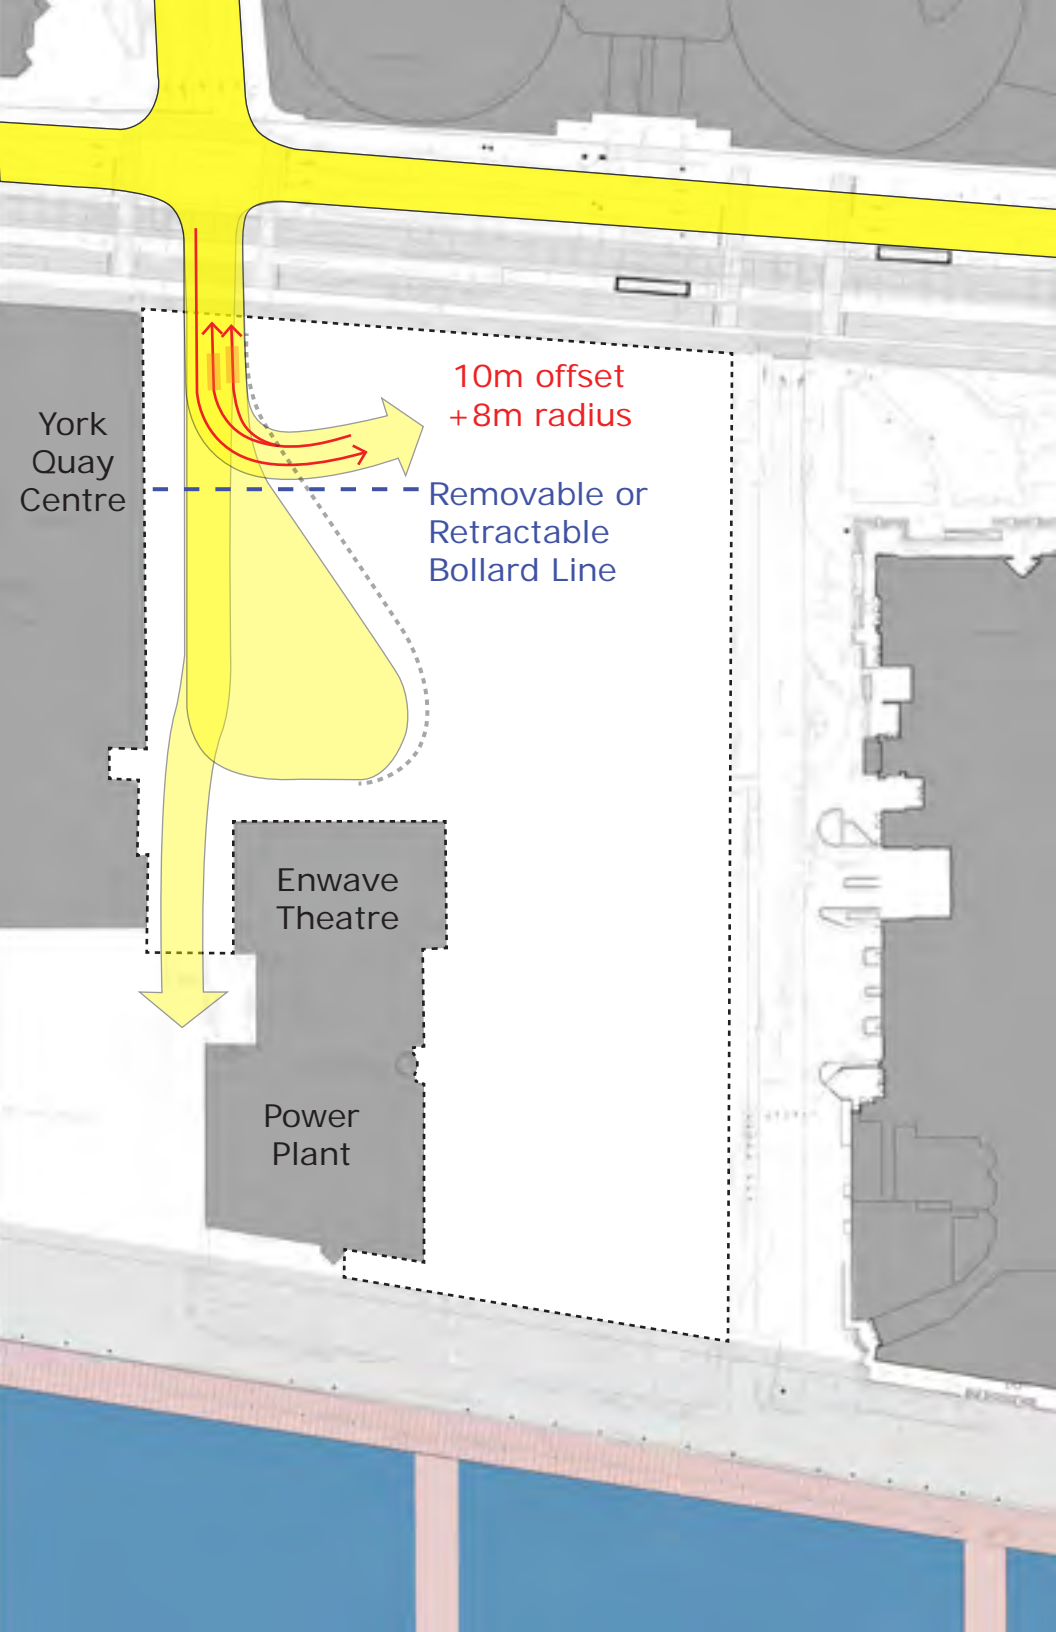 10m offset
+8m radius
York
Quay
Centre
Removable or
Retractable
Bollard Line
Enwave
Theatre
Power
Plant